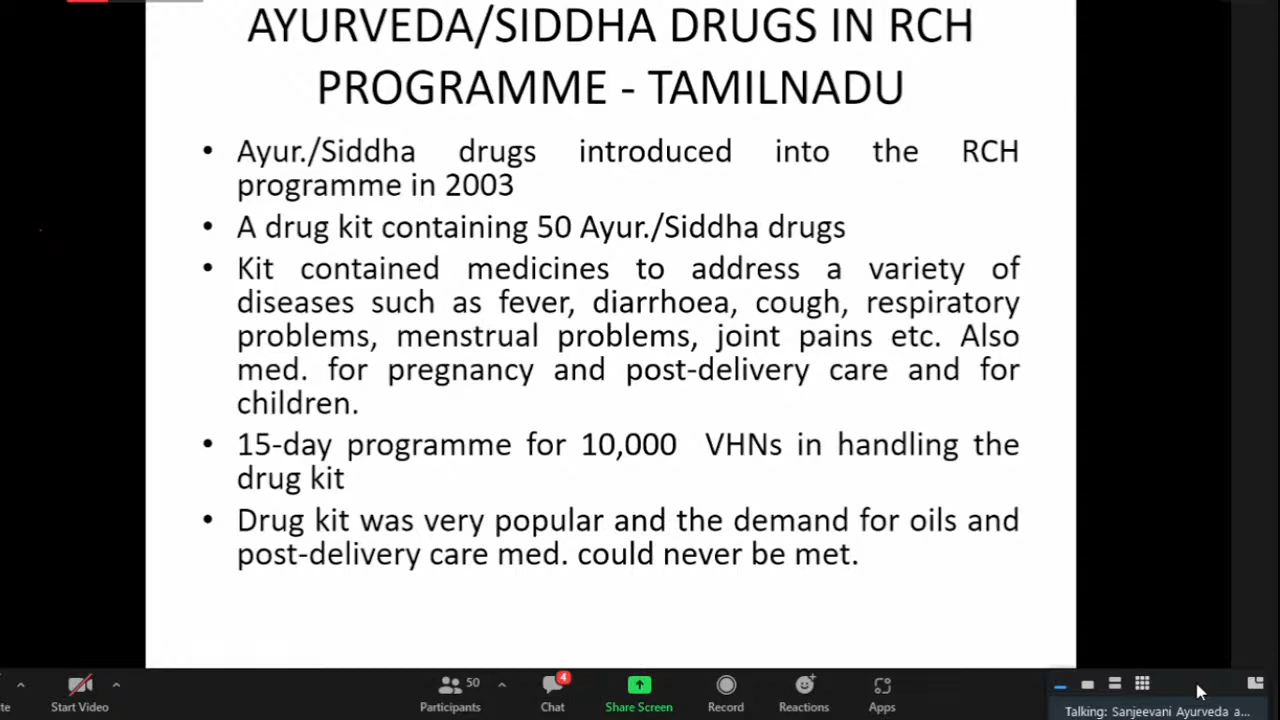 AYURVEDA/SIDDHA DRUGS IN RCH
PROGRAMME - TAMILNADU
• Ayur./Siddha drugs introduced into the RCH
programme in 2003
• A drug kit containing 50 Ayur./Siddha drugs
• Kit contained medicines to address a variety of
diseases such as fever, diarrhoea, cough, respiratory
problems, menstrual problems, joint pains etc. Also
med. for pregnancy and post-delivery care and for
children.
• 15-day programme for 10,000 VHNs in handling the
drug kit
• Drug kit was very popular and the demand for oils and
post-delivery care med. could never be met.
50
4
te
Start Video
Participants
Chat
Share Screen
Record
Reactions
Apps
Talking: Sanjeevani Ayurveda a...